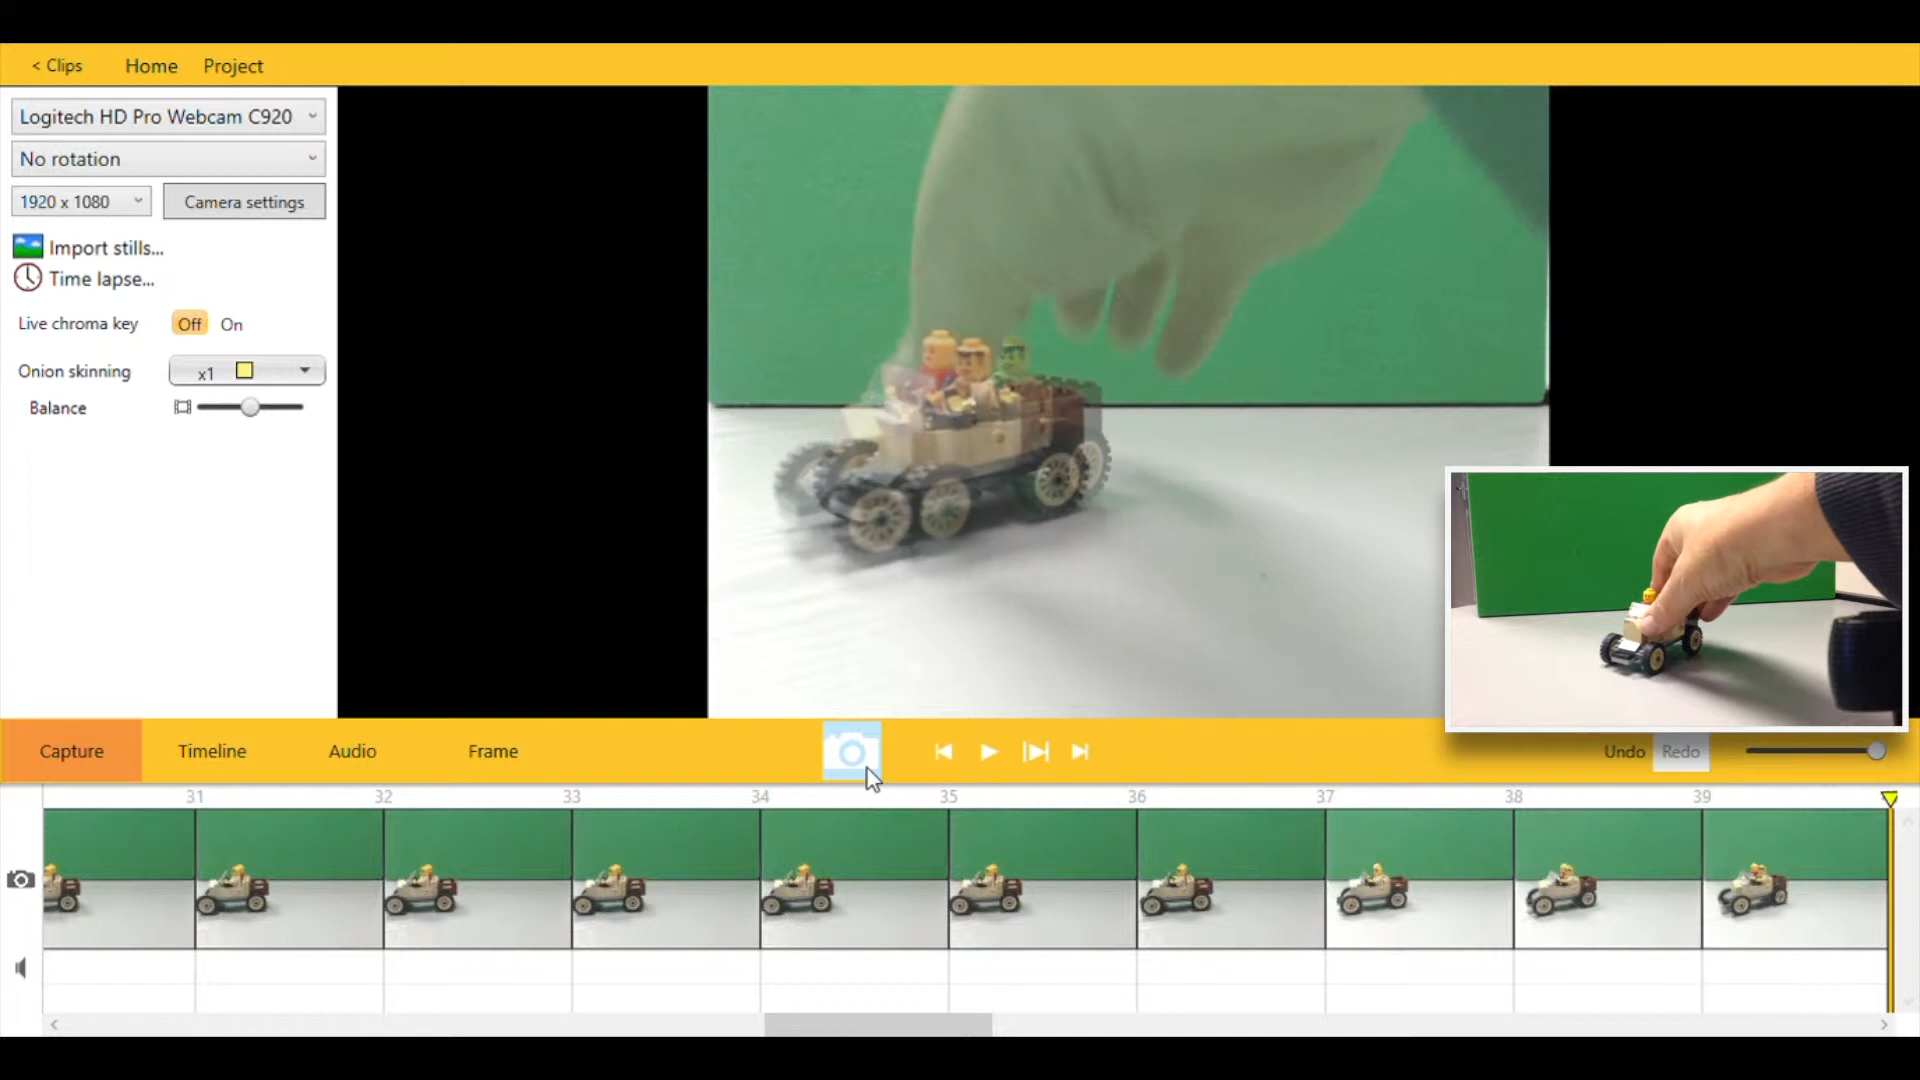 < Clips Home Project
Logitech HD Pro Webcam C920
No rotation
1920 x 1080 Camera settings
Import stills...
Time lapse...
Live chroma key Off On
Onion skinning x1
Balance
Capture Timeline Audio Frame Undo Redo
31 32 33 34 35 36 37 38 39